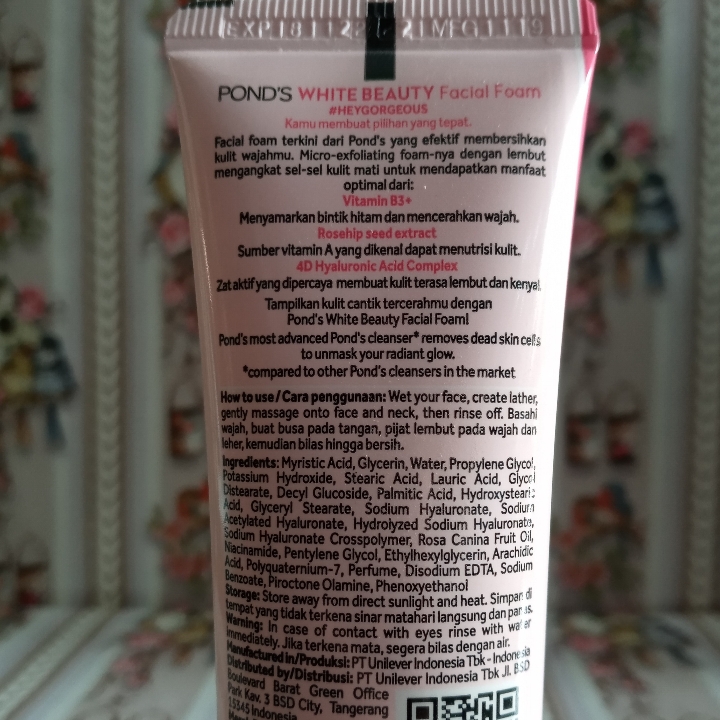 EXP181122 21 MFG1119
POND'S WHITE BEAUTY Facial Foam
#HEYGORGEOUS
Kamu membuat pilihan yang tepat.
Facial foam terkini dari Pond's yang efektif membersihkan
kulit wajahmu. Micro-exfoliating foam-nya dengan lembut
mengangkat sel-sel kulit mati untuk mendapatkan manfaat
optimal dari:
Vitamin B3+
Menyamarkan bintik hitam dan mencerahkan wajah.
Rosehip seed extract
Sumber vitamin A yang dikenal dapat menutrisi kulit.
4D Hyaluronic Acid Complex
Zat aktif yang dipercaya membuat kulit terasa lembut dan kenyal.
Tampilkan kulit cantik tercerahmu dengan
Pond's White Beauty Facial Foam!
Pond's most advanced Pond's cleanser* removes dead skin cells
to unmask your radiant glow.
*compared to other Pond's cleansers in the market
How to use / Cara penggunaan: Wet your face, create lather,
gently massage onto face and neck, then rinse off. Basahi
wajah, buat busa pada tangan, pijat lembut pada wajah dan
leher, kemudian bilas hingga bersih.
Ingredients: Myristic Acid, Glycerin, Water, Propylene Glycol,
Potassium Hydroxide, Stearic Acid, Lauric Acid, Glycol
Distearate, Decyl Glucoside, Palmitic Acid, Hydroxystearic
Acid, Glyceryl Stearate, Sodium Hyaluronate, Sodium
Acetylated Hyaluronate, Hydrolyzed Sodium Hyaluronate,
Sodium Hyaluronate Crosspolymer, Rosa Canina Fruit Oil,
Niacinamide, Pentylene Glycol, Ethylhexylglycerin, Arachidic
Acid, Polyquaternium-7, Perfume, Disodium EDTA, Sodium
Benzoate, Piroctone Olamine, Phenoxyethanol
Storage: Store away from direct sunlight and heat. Simpan di
tempat yang tidak terkena sinar matahari langsung dan panas.
Warning: In case of contact with eyes rinse with water
immediately. Jika terkena mata, segera bilas dengan air.
Manufactured in/Produksi: PT Unilever Indonesia Tbk - Indonesia
Distributed by/Distribusi: PT Unilever Indonesia Tbk Jl. BSD
Boulevard Barat Green Office
Park Kav. 3 BSD City, Tangerang
15345 Indonesia